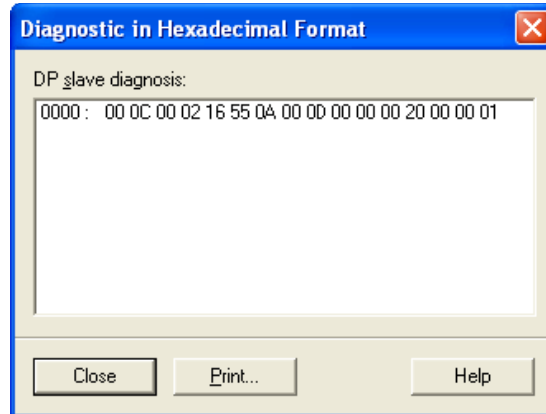 Diagnostic in Hexadecimal Format
DP slave diagnosis:
0000 : 00 0C 00 02 16 55 0A 00 0D 00 00 00 20 00 00 01
Close
Print...
Help